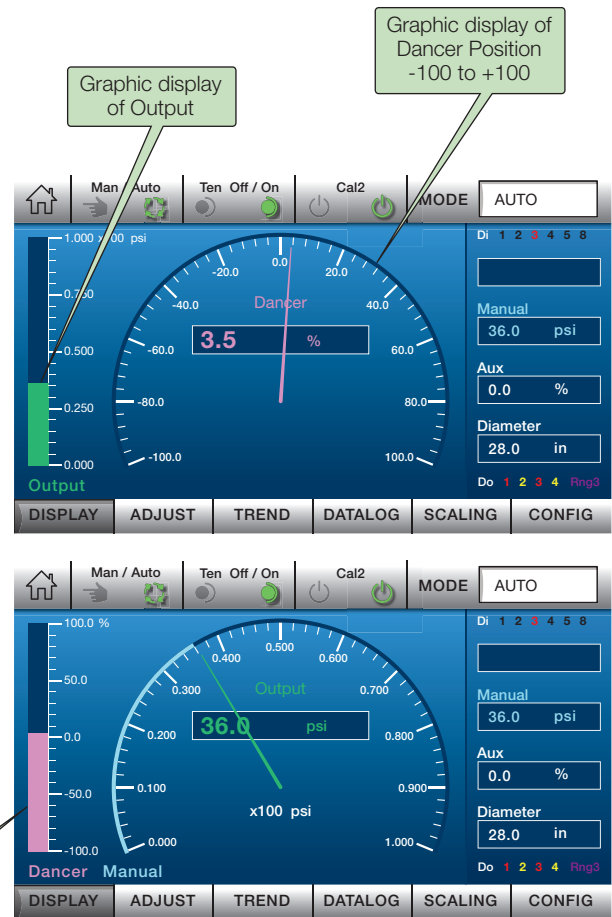 Graphic display of
Dancer Position
-100 to +100
Graphic display
of Output
Man / Auto
Ten Off / On
Cal2
MODE
AUTO
1.000 x100 psi
0.750
0.500
0.250
0.000
Output
-100.0
-80.0
-60.0
-40.0
-20.0
0.0
20.0
40.0
60.0
80.0
100.0
Dancer
3.5 %
Di 1 2 3 4 5 8
Manual
36.0 psi
Aux
0.0 %
Diameter
28.0 in
Do 1 2 3 4 Rng3
DISPLAY ADJUST TREND DATALOG SCALING CONFIG
Man / Auto
Ten Off / On
Cal2
MODE
AUTO
100.0 %
50.0
0.0
-50.0
-100.0
Dancer Manual
0.000
0.100
0.200
0.300
0.400
0.500
0.600
0.700
0.800
0.900
1.000
Output
36.0 psi
x100 psi
Di 1 2 3 4 5 8
Manual
36.0 psi
Aux
0.0 %
Diameter
28.0 in
Do 1 2 3 4 Rng3
DISPLAY ADJUST TREND DATALOG SCALING CONFIG